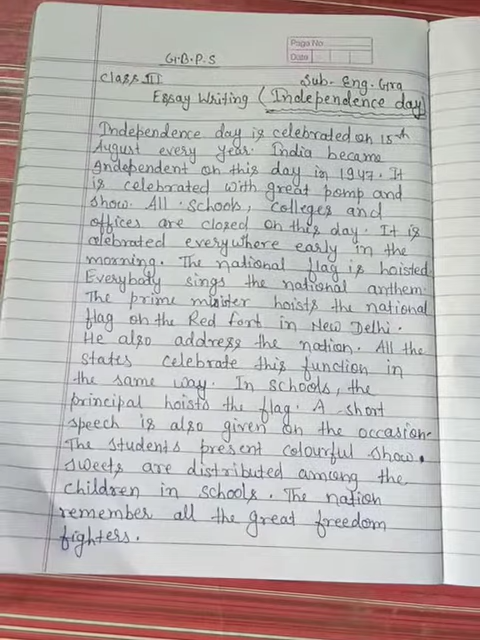 G.B.P.S
Page No
Date
Class III
Sub- Eng. Gra
Essay Writing (Independence day)
Independence day is celebrated on 15th
August every year. India became
Independent on this day in 1947. It
is celebrated with great pomp and
show. All schools, colleges and
offices are closed on this day. It is
celebrated everywhere early in the
morning. The national flag is hoisted.
Everybody sings the national anthem.
The prime minister hoists the national
flag on the Red fort in New Delhi.
He also address the nation. All the
states celebrate this function in
the same way. In schools, the
principal hoists the flag. A short
speech is also given on the occasion.
The students present colourful show.
sweets are distributed among the
children in schools. The nation
remember all the great freedom
fighters.